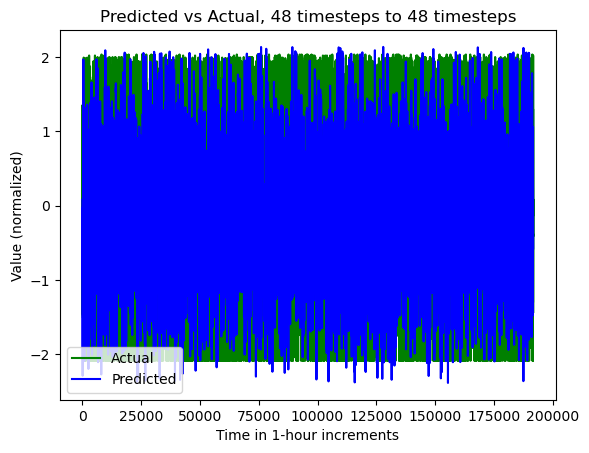 Predicted vs Actual, 48 timesteps to 48 timesteps
2
1
0
−1
−2
Value (normalized)
Actual
Predicted
0 25000 50000 75000 100000 125000 150000 175000 200000
Time in 1-hour increments